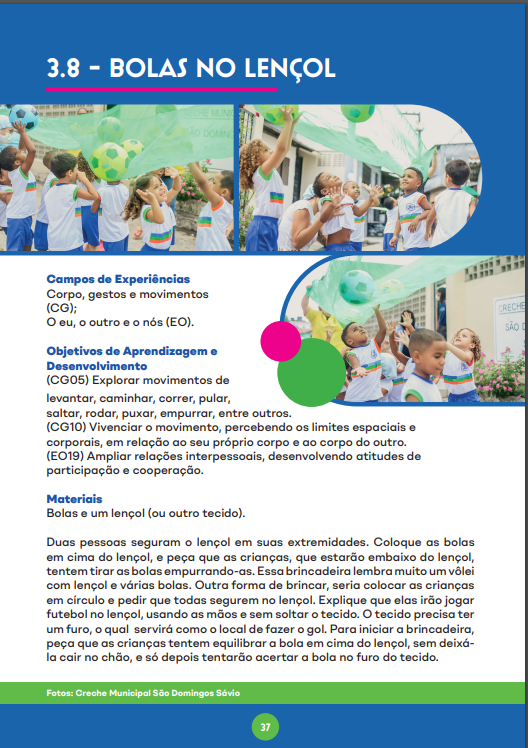 3.8 - BOLAS NO LENÇOL
CRECHE MUNI
SÃO DOMING
CRECHE
SÃO D
Campos de Experiências
Corpo, gestos e movimentos
(CG);
O eu, o outro e o nós (EO).
Objetivos de Aprendizagem e
Desenvolvimento
(CG05) Explorar movimentos de
levantar, caminhar, correr, pular,
saltar, rodar, puxar, empurrar, entre outros.
(CG10) Vivenciar o movimento, percebendo os limites espaciais e
corporais, em relação ao seu próprio corpo e ao corpo do outro.
(EO19) Ampliar relações interpessoais, desenvolvendo atitudes de
participação e cooperação.
Materiais
Bolas e um lençol (ou outro tecido).
Duas pessoas seguram o lençol em suas extremidades. Coloque as bolas
em cima do lençol, e peça que as crianças, que estarão embaixo do lençol,
tentem tirar as bolas empurrando-as. Essa brincadeira lembra muito um vôlei
com lençol e várias bolas. Outra forma de brincar, seria colocar as crianças
em círculo e pedir que todas segurem no lençol. Explique que elas irão jogar
futebol no lençol, usando as mãos e sem soltar o tecido. O tecido precisa ter
um furo, o qual servirá como o local de fazer o gol. Para iniciar a brincadeira,
peça que as crianças tentem equilibrar a bola em cima do lençol, sem deixá-
la cair no chão, e só depois tentarão acertar a bola no furo do tecido.
Fotos: Creche Municipal São Domingos Sávio
37